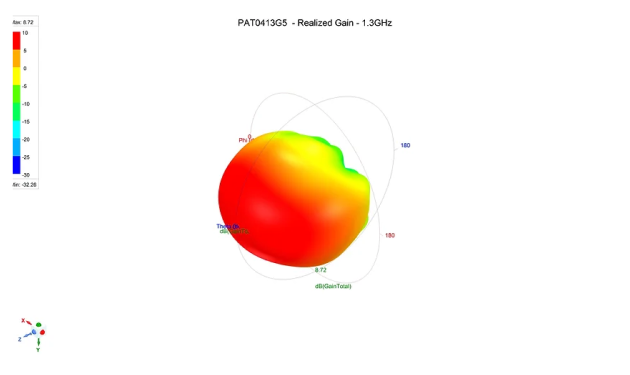 PAT0413G5 - Realized Gain - 1.3GHz
Max: 8.72
10
5
0
-5
-10
-15
-20
-25
-30
Min: -32.28
0
180
180
8.72
dB(GainTotal)
X
Z
Y